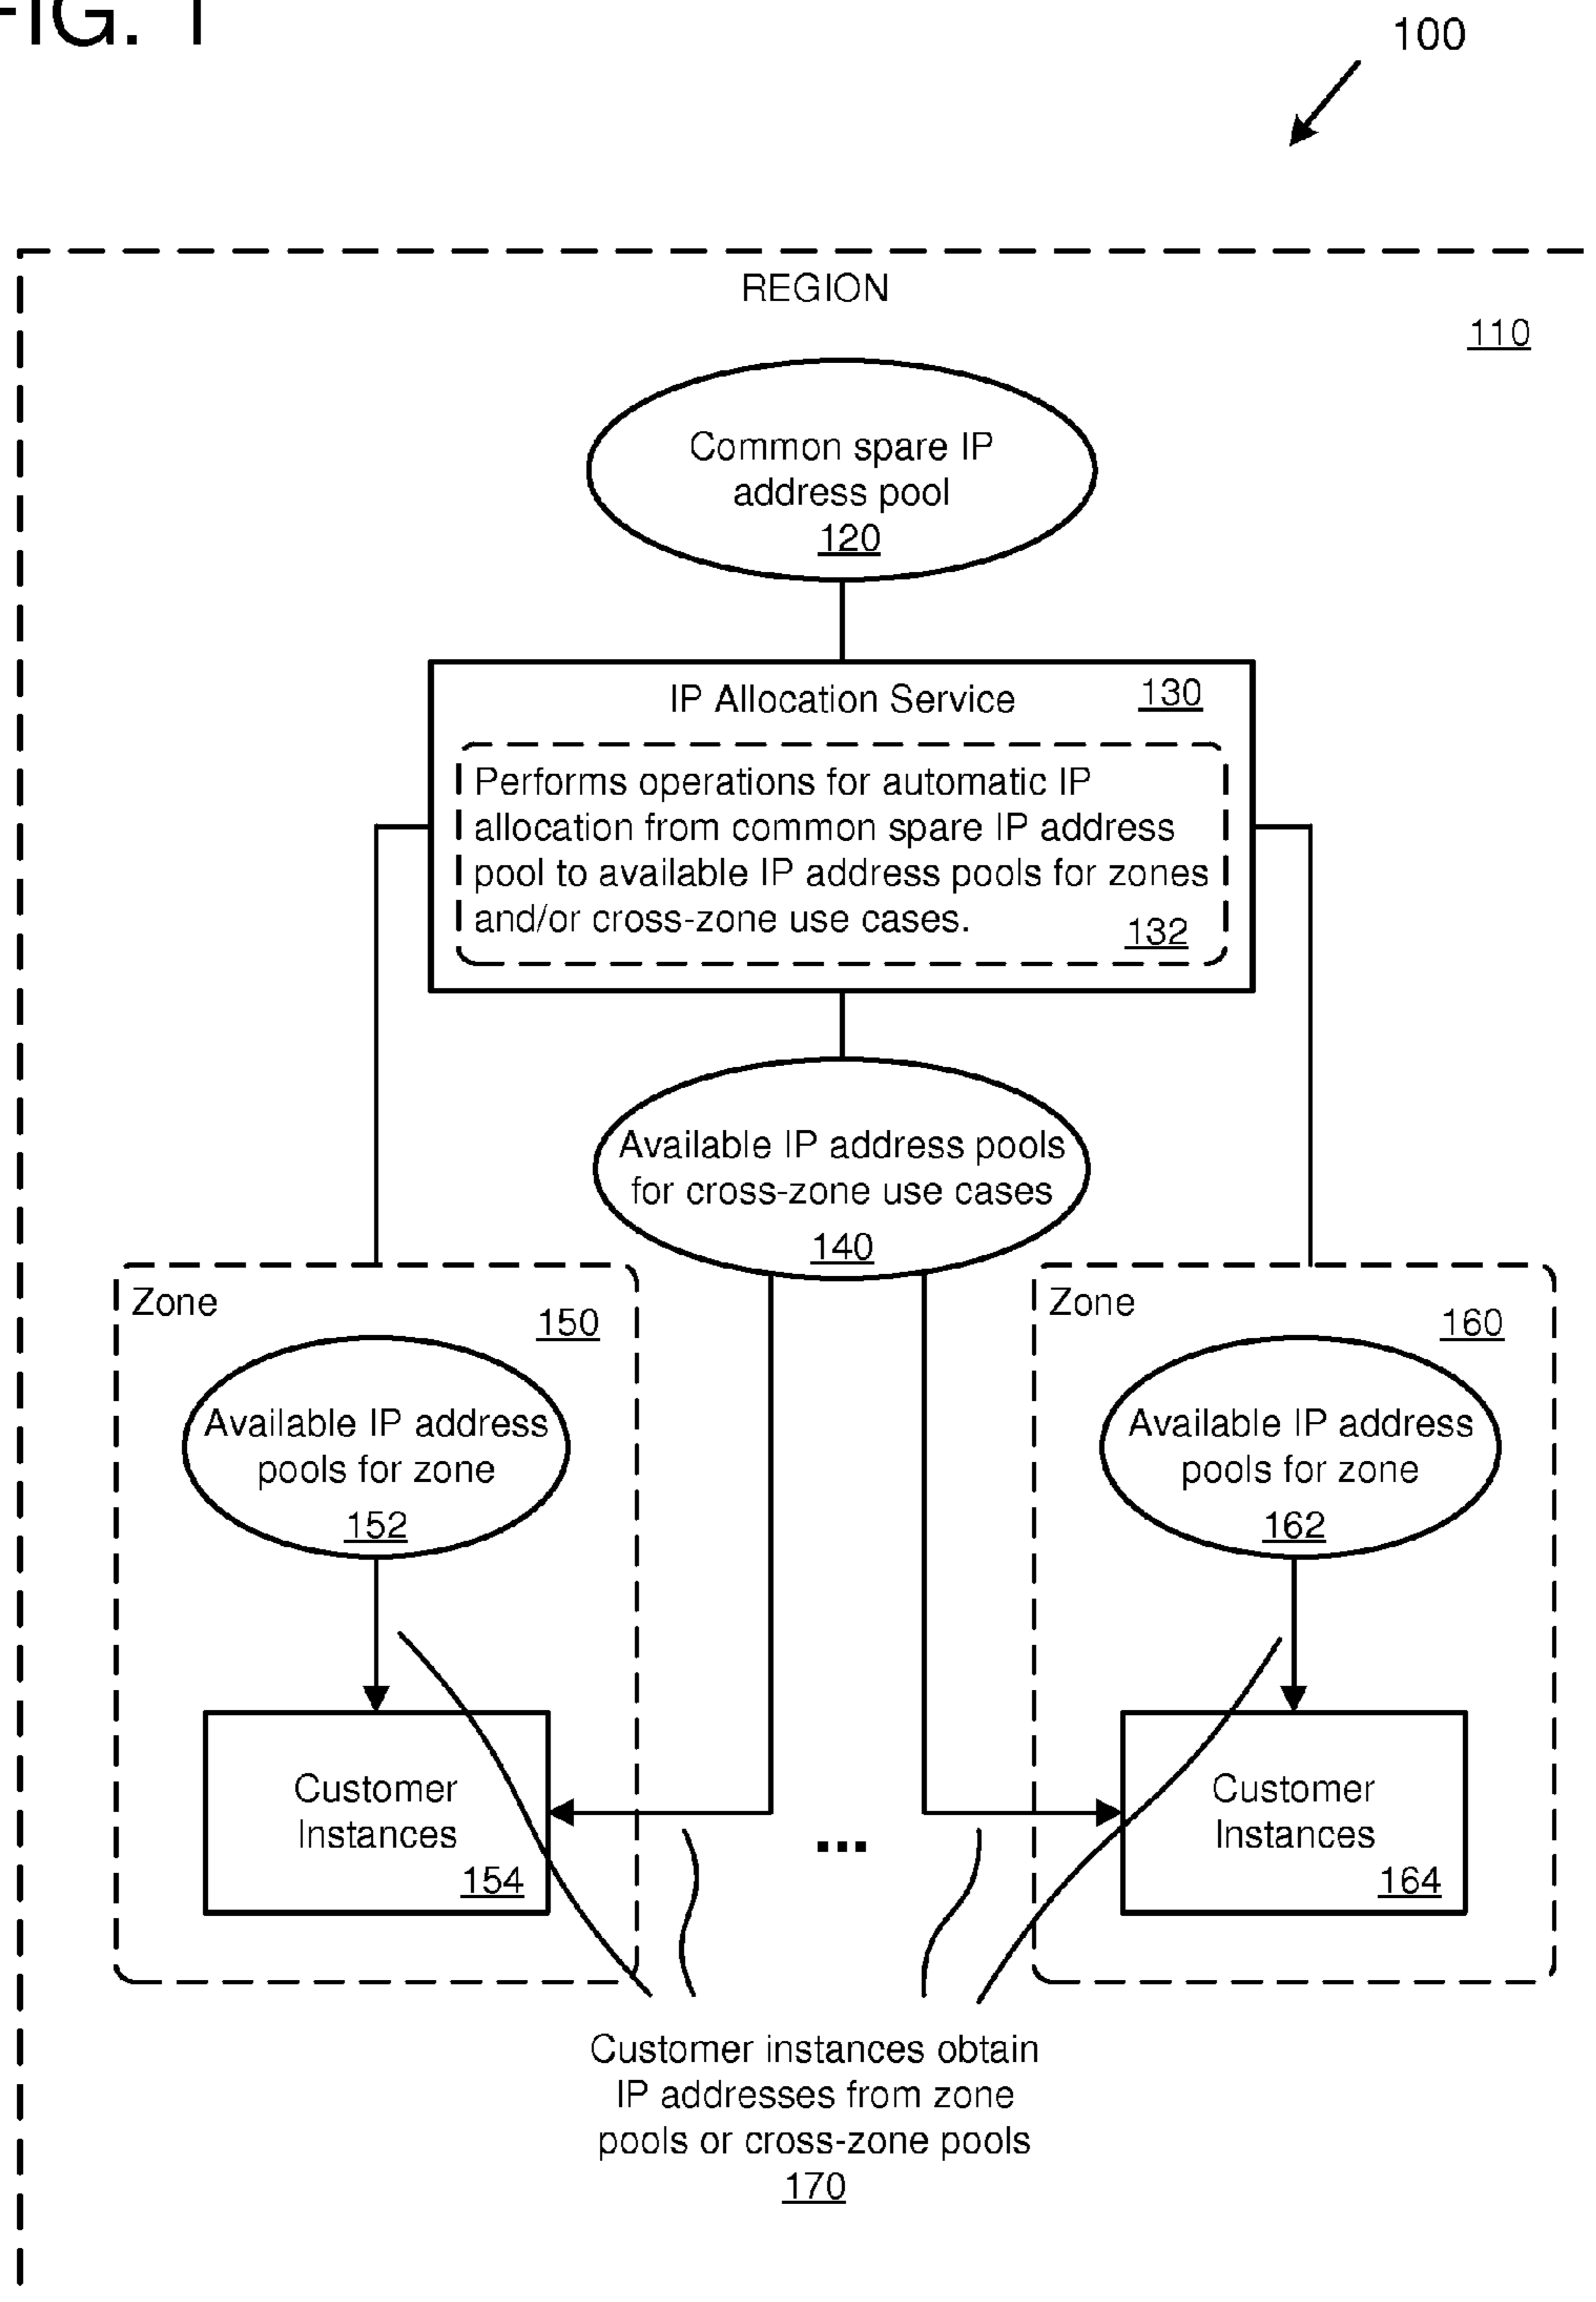 FIG. 1
100
REGION
110
Common spare IP
address pool
120
IP Allocation Service
130
Performs operations for automatic IP
allocation from common spare IP address
pool to available IP address pools for zones
and/or cross-zone use cases.
132
Available IP address pools
for cross-zone use cases
140
Zone
150
Available IP address
pools for zone
152
Customer
Instances
154
Zone
160
Available IP address
pools for zone
162
Customer
Instances
164
...
Customer instances obtain
IP addresses from zone
pools or cross-zone pools
170